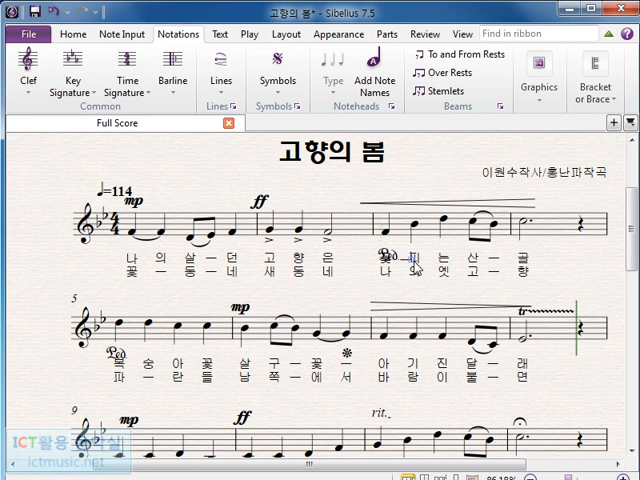 고향의 봄* - Sibelius 7.5
File Home Note Input Notations Text Play Layout Appearance Parts Review View Find in ribbon
To and From Rests
Over Rests
Stemlets
Clef Key Signature Time Signature Barline Lines Symbols Type Add Note Names Graphics Bracket or Brace
Common Lines Symbols Noteheads Beams
Full Score
고향의 봄
이원수작사/홍난파작곡
♩=114
mp ff
4/4
나 의 살 – 던 고 향 은 꽃 피 는 산 – 골
꽃 – 동 – 네 새 동 네 나 의 옛 고 – 향
5 mp tr
복 숭 아 꽃 살 구 – 꽃 – 아 기 진 달 – 래
파 – 란 들 남 쪽 – 에 서 바 람 이 불 – 면
9 mp ff rit.
ICT활용
ictmusic.net
86.18%